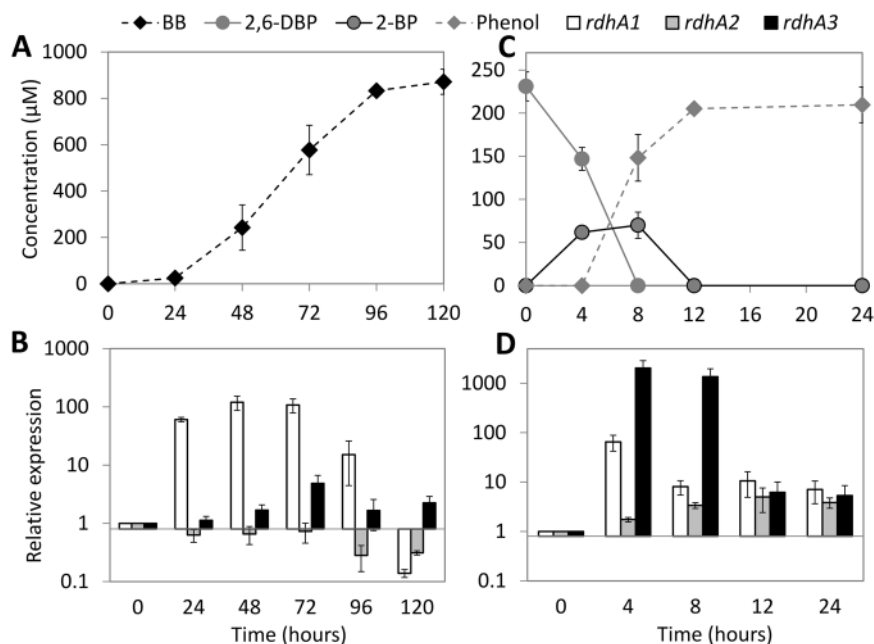 BB 2,6-DBP 2-BP Phenol rdhA1 rdhA2 rdhA3
A
Concentration (µM)
1000
800
600
400
200
0
0 24 48 72 96 120
C
250
200
150
100
50
0
0 4 8 12 16 20 24
B
Relative expression
1000
100
10
1
0.1
0 24 48 72 96 120
Time (hours)
D
1000
100
10
1
0.1
0 4 8 12 24
Time (hours)